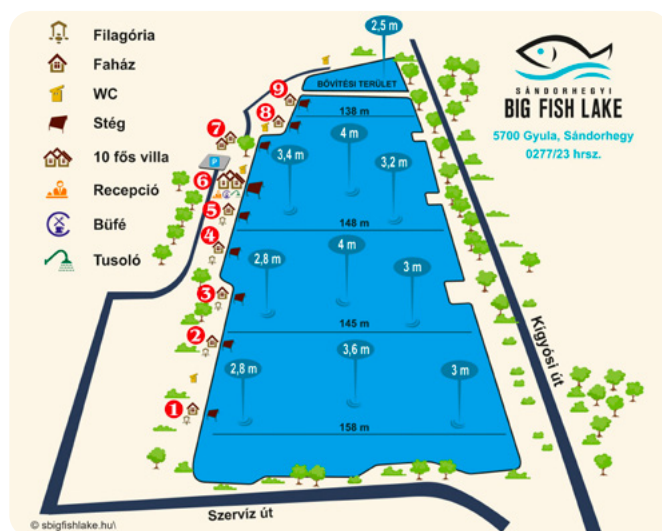 Filagória
Faház
WC
Stég
10 fős villa
Recepció
Büfé
Tusoló
SÁNDORHEGYI
BIG FISH LAKE
5700 Gyula, Sándorhegy
0277/23 hrsz.
2,5 m
BŐVÍTÉSI TERÜLET
138 m
4 m
3,4 m
3,2 m
148 m
4 m
2,8 m
3 m
145 m
3,6 m
2,8 m
3 m
158 m
9
8
7
P
6
5
4
3
2
1
Kígyósi út
Szervíz út
© sbigfishlake.hu\